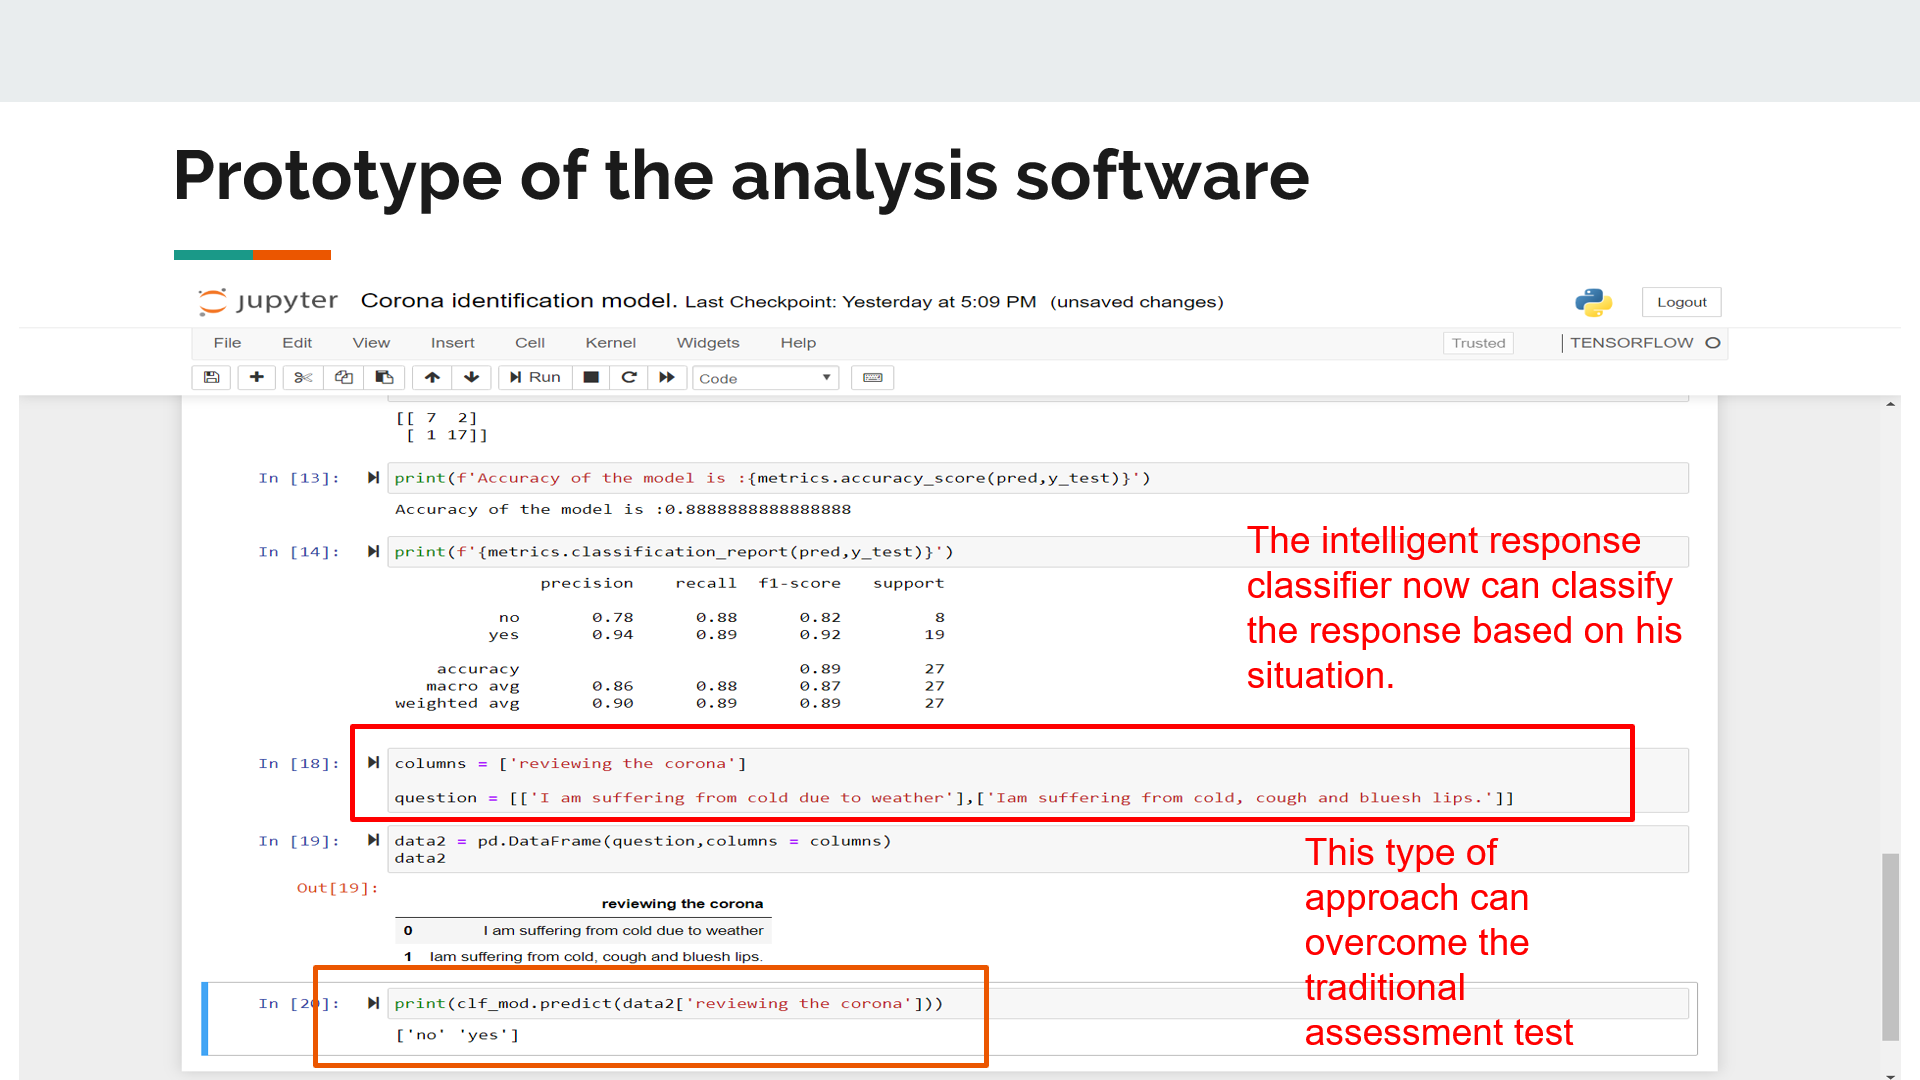 Prototype of the analysis software
jupyter Corona identification model. Last Checkpoint: Yesterday at 5:09 PM (unsaved changes) Logout
File Edit View Insert Cell Kernel Widgets Help Trusted TENSORFLOW
Run Code
[[ 7 2]
[ 1 17]]
In [13]: print(f'Accuracy of the model is :{metrics.accuracy_score(pred,y_test)}')
Accuracy of the model is :0.8888888888888888
In [14]: print(f'{metrics.classification_report(pred,y_test)}')
precision recall f1-score support
no 0.78 0.88 0.82 8
yes 0.94 0.89 0.92 19
accuracy 0.89 27
macro avg 0.86 0.88 0.87 27
weighted avg 0.90 0.89 0.89 27
The intelligent response
classifier now can classify
the response based on his
situation.
In [18]: columns = ['reviewing the corona']
question = [['I am suffering from cold due to weather'],['Iam suffering from cold, cough and bluesh lips.']]
In [19]: data2 = pd.DataFrame(question,columns = columns)
data2
Out[19]:
reviewing the corona
0 I am suffering from cold due to weather
1 Iam suffering from cold, cough and bluesh lips.
In [20]: print(clf_mod.predict(data2['reviewing the corona']))
['no' 'yes']
This type of
approach can
overcome the
traditional
assessment test